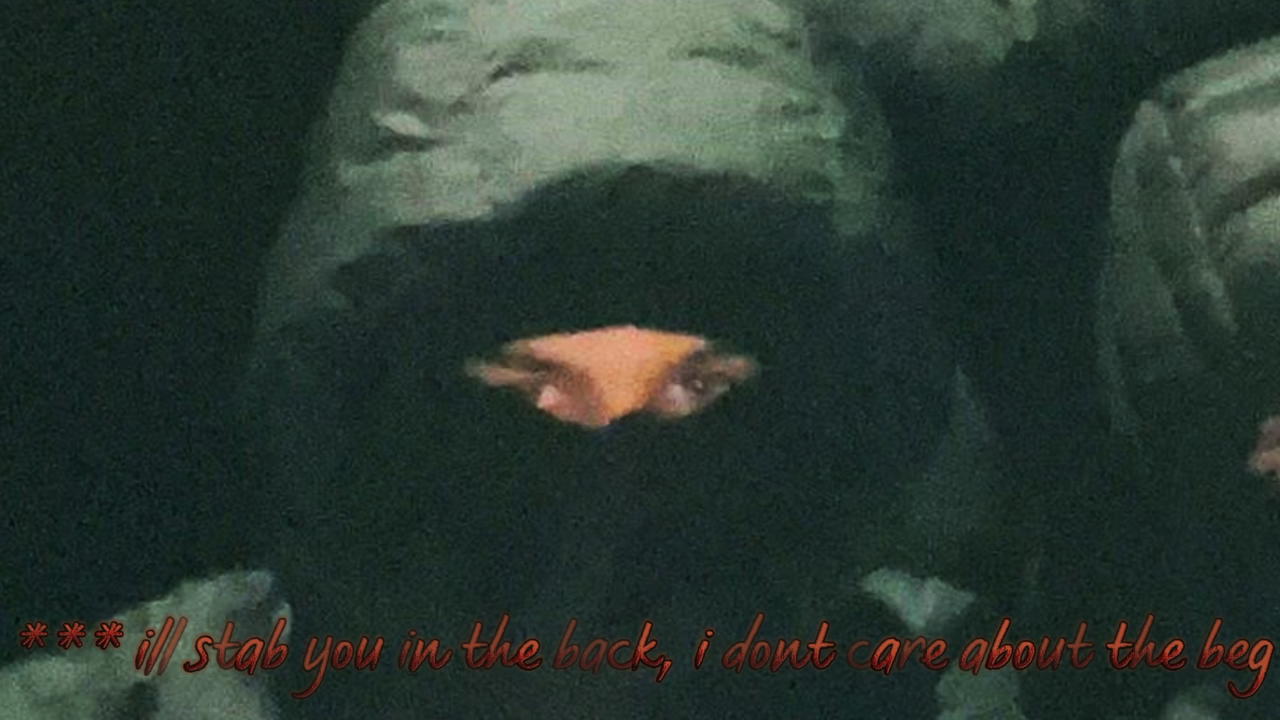 *** ill stab you in the back, i dont care about the beg